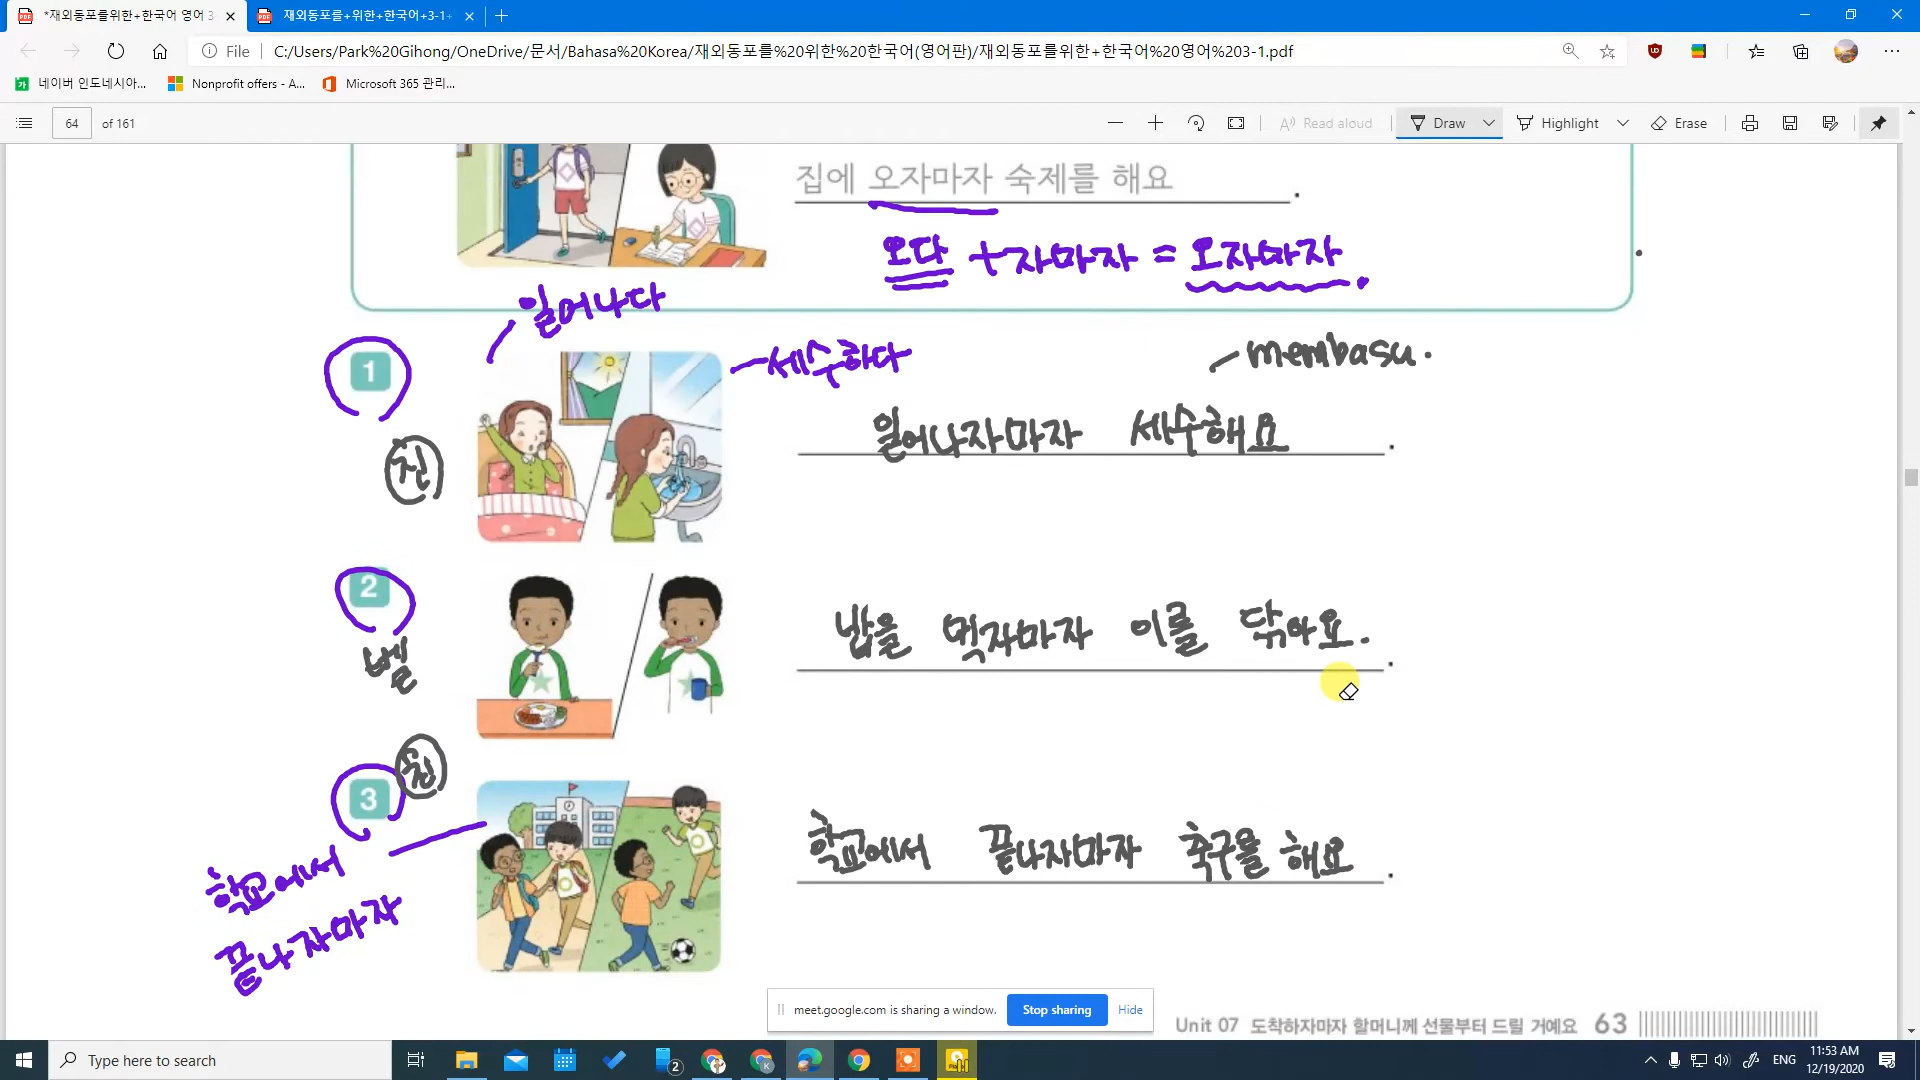 *재외동포를위한+한국어 영어 3
재외동포를+위한+한국어+3-1+
File
C:/Users/Park%20Gihong/OneDrive/문서/Bahasa%20Korea/재외동포를%20위한%20한국어(영어판)/재외동포를위한+한국어%20영어%203-1.pdf
네이버 인도네시아...
Nonprofit offers - A...
Microsoft 365 관리...
64 of 161
Read aloud
Draw
Highlight
Erase
집에 오자마자 숙제를 해요.
오다 + 자마자 = 오자마자.
일어나다
1
세수하다
membasu.
진
일어나자마자 세수해요.
2
벨
밥을 먹자마자 이를 닦아요.
3
원
학교에서
끝나자마자
학교에서 끝나자마자 축구를 해요.
meet.google.com is sharing a window.
Stop sharing
Hide
Unit 07 도착하자마자 할머니께 선물부터 드릴 거예요 63
Type here to search
2
ENG
11:53 AM
12/19/2020